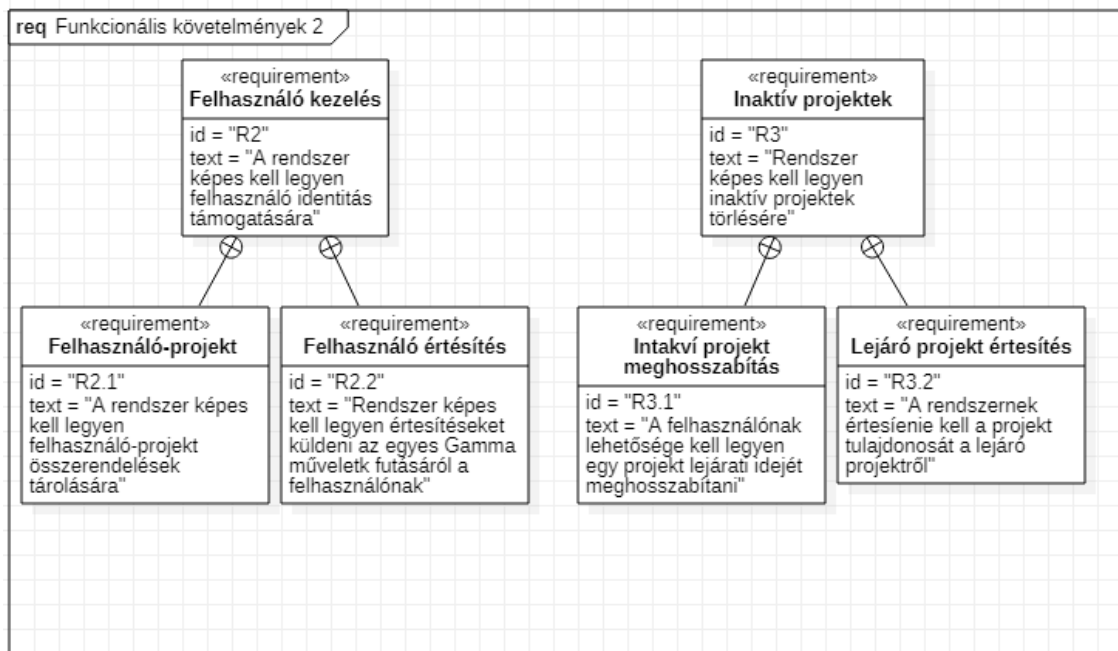 req Funkcionális követelmények 2
«requirement»
Felhasználó kezelés
id = "R2"
text = "A rendszer
képes kell legyen
felhasználó identitás
támogatására"
«requirement»
Inaktív projektek
id = "R3"
text = "Rendszer
képes kell legyen
inaktív projektek
törlésére"
«requirement»
Felhasználó-projekt
id = "R2.1"
text = "A rendszer képes
kell legyen
felhasználó-projekt
összerendelések
tárolására"
«requirement»
Felhasználó értésítés
id = "R2.2"
text = "Rendszer képes
kell legyen értesítéseket
küldeni az egyes Gamma
műveletk futásáról a
felhasználónak"
«requirement»
Intakví projekt
meghosszabítás
id = "R3.1"
text = "A felhasználónak
lehetősége kell legyen
egy projekt lejárati idejét
meghosszabítani"
«requirement»
Lejáró projekt értesítés
id = "R3.2"
text = "A rendszernek
értesíenie kell a projekt
tulajdonosát a lejáró
projektről"